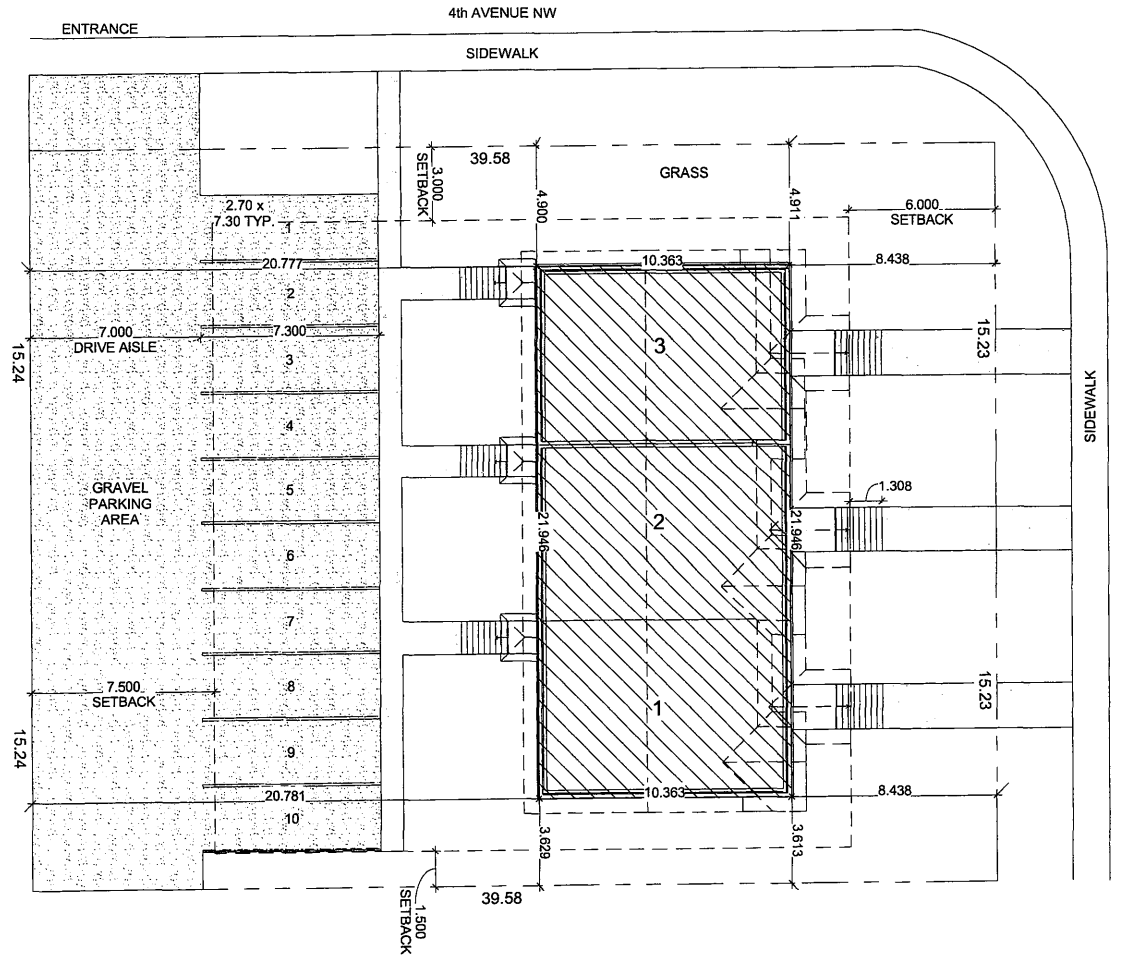 4th AVENUE NW
ENTRANCE
SIDEWALK
39.58
3.000
SETBACK
GRASS
4.900
4.911
6.000
SETBACK
2.70 x
7.30 TYP.
1
20.777
10.363
8.438
2
7.000
DRIVE AISLE
7.300
15.24
3
3
15.23
SIDEWALK
4
GRAVEL
PARKING
AREA
5
1.308
21.946
2
21.946
6
7
7.500
SETBACK
8
15.23
1
15.24
9
20.781
10.363
8.438
10
3.629
3.613
39.58
1.500
SETBACK